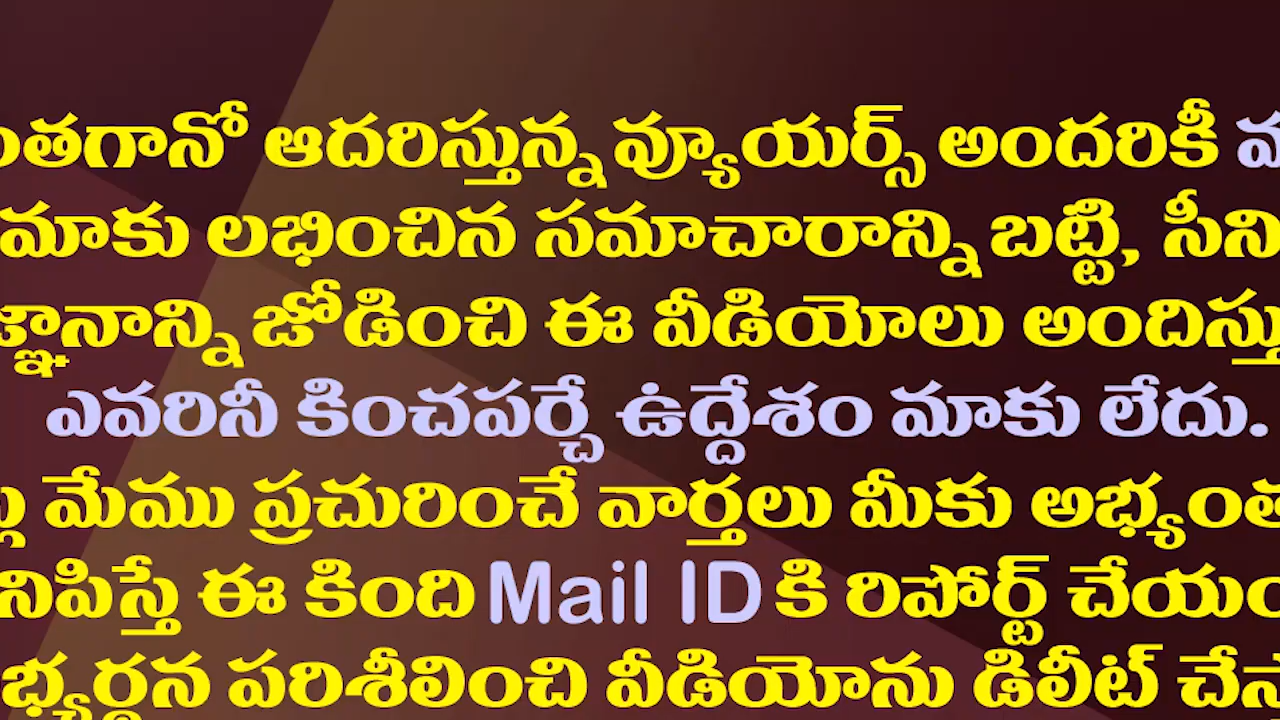 ఆదరిస్తున్న వ్యూయర్స్ అందరికీ
మాకు లభించిన సమాచారాన్ని బట్టి,
జోడించి ఈ వీడియోలు
ఎవరినీ కించపర్చే ఉద్దేశం మాకు లేదు.
మేము ప్రచురించే వార్తలు మీకు
ఈ కింది Mail ID కి రిపోర్ట్
పరిశీలించి వీడియోను డిలీట్